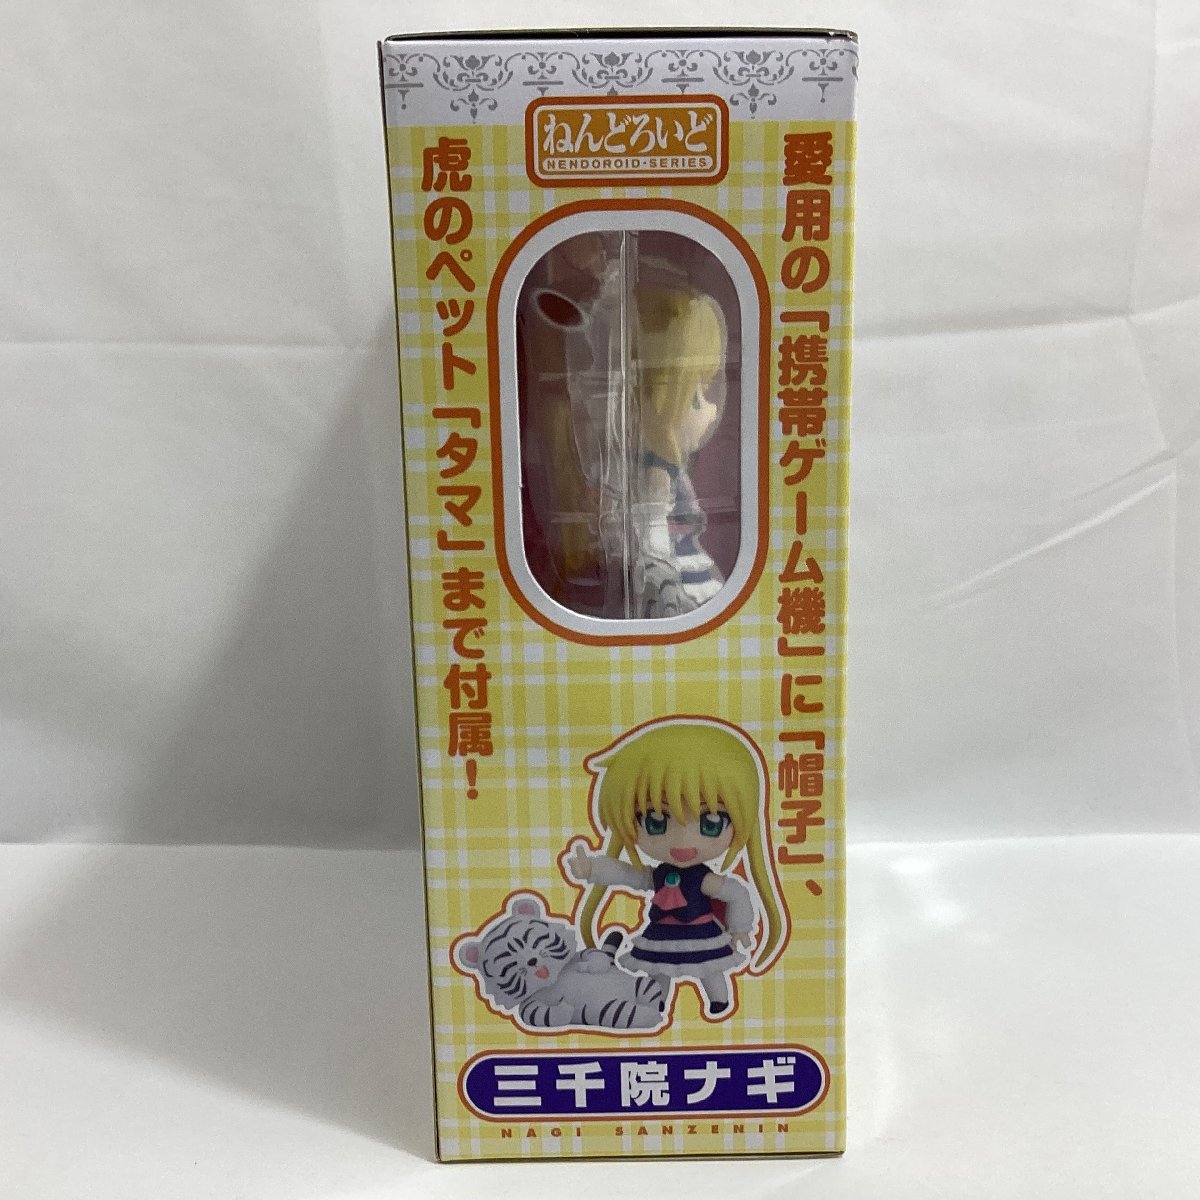 ねんどろいど
NENDOROID・SERIES
愛用の「携帯ゲーム機」に「帽子」、
虎のペット「タマ」まで付属！
三千院ナギ
NAGI SANZENIN